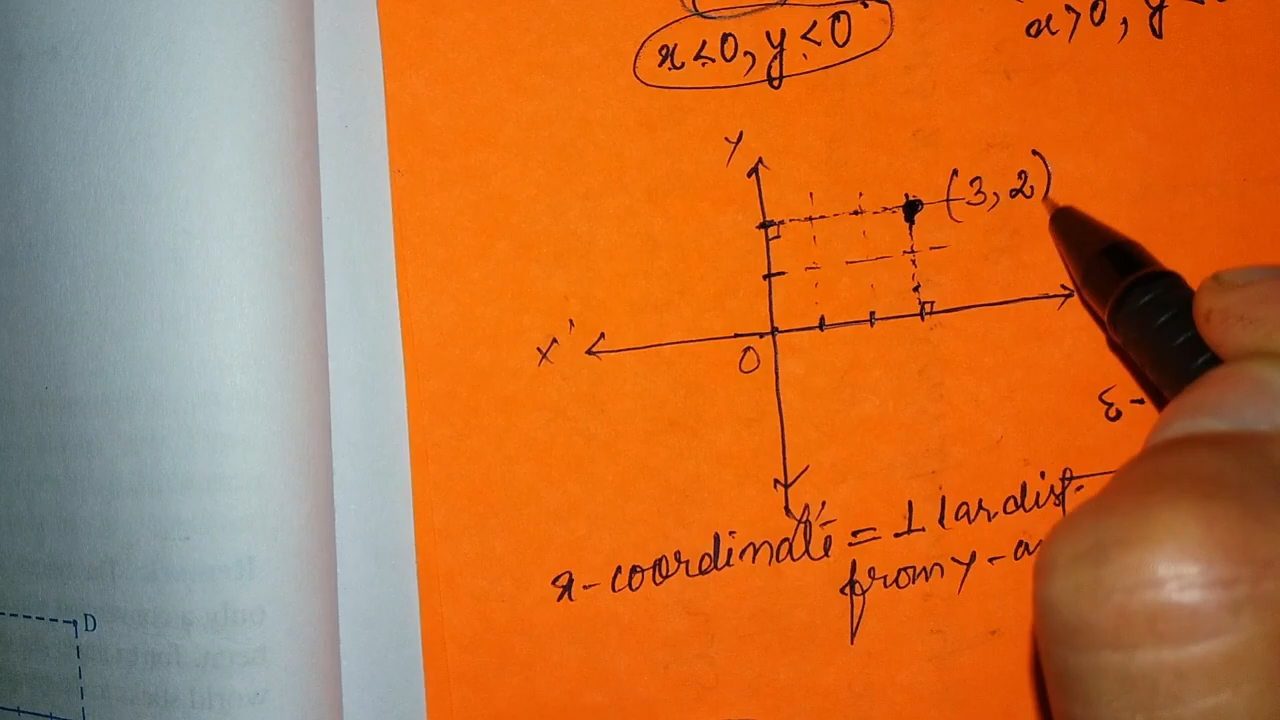 x<0, y<0
x>0, y
Y
(3, 2)
X'
O
x-coordinate = ⊥lar dist.
from Y-a
D